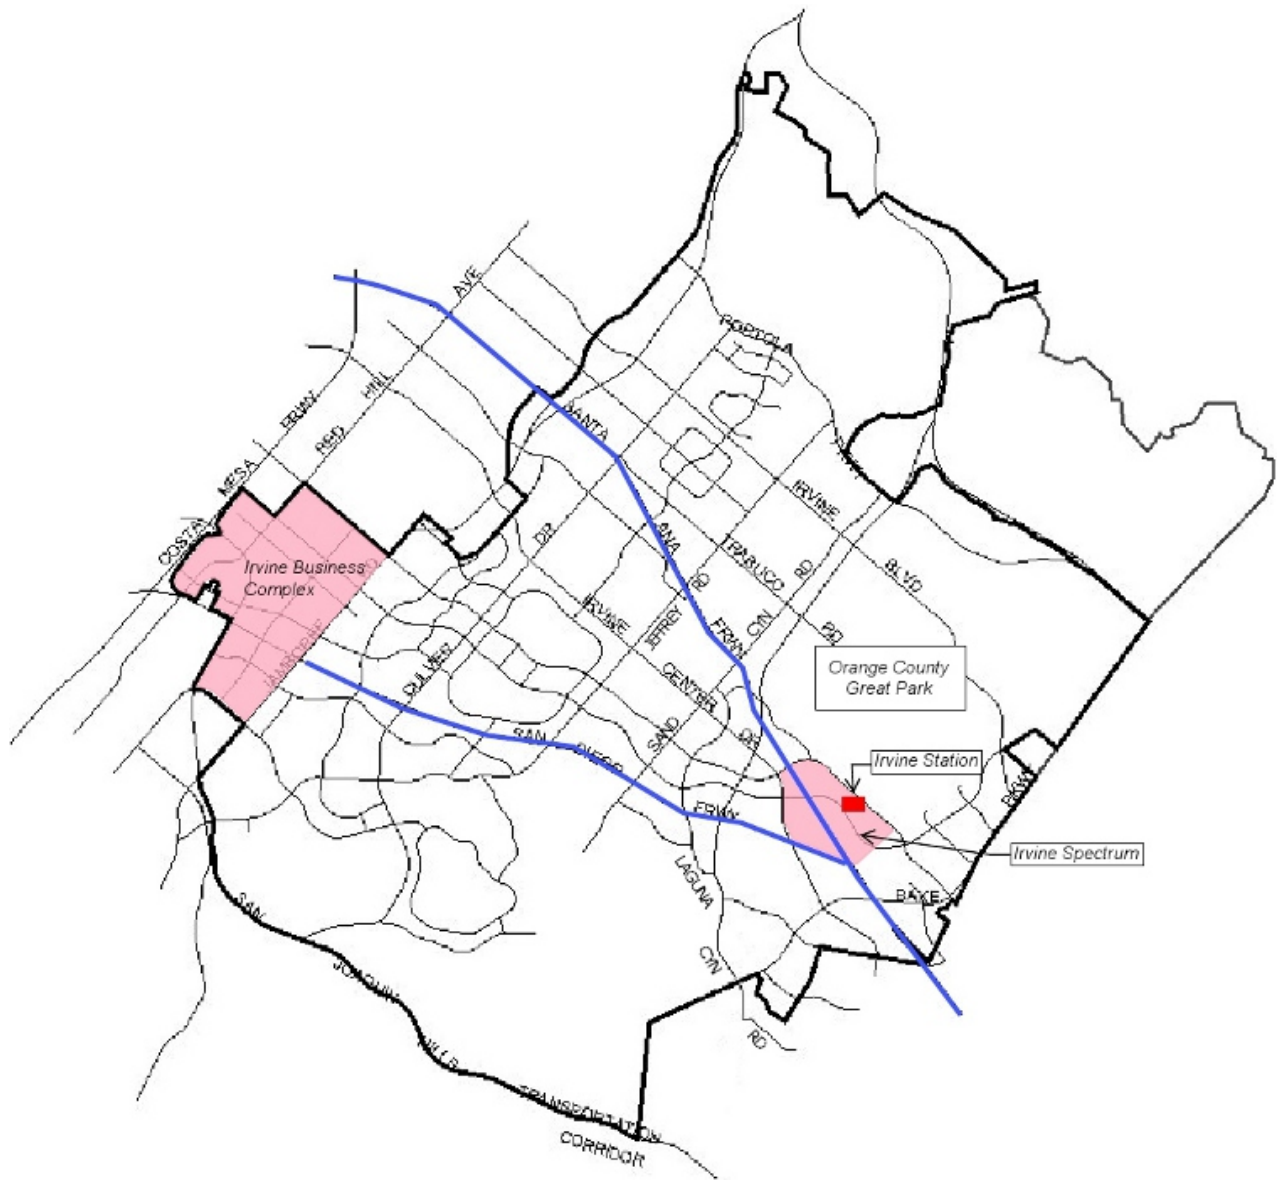 AVE
PORTOLA
HILL
FRWY
RED
SANTA
MESA
COSTA
IRVINE
BLVD
Irvine Business
Complex
DR
ANA
TRABUCO
RD
RD
RD
JEFFREY
FRWY
CYN
IRVINE
CENTER
DR
SAND
CULVER
JAMBOREE
Orange County
Great Park
SAN
DIEGO
FRWY
Irvine Station
PKWY
Irvine Spectrum
BAKE
LAGUNA
CYN
RD
SAN
JOAQUIN
HILLS
TRANSPORTATION
CORRIDOR